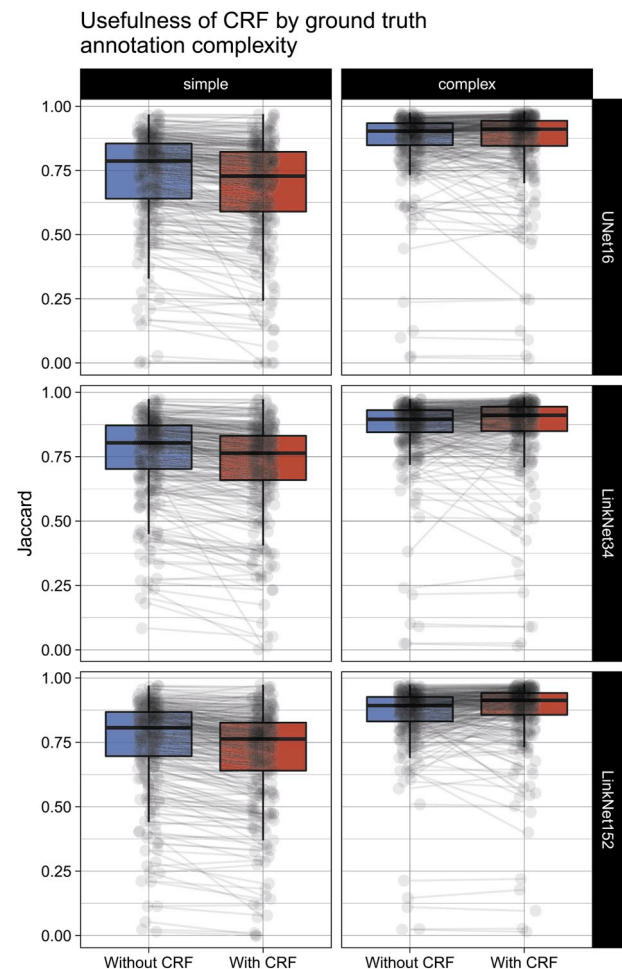 Usefulness of CRF by ground truth
annotation complexity
simple
complex
1.00
0.75
0.50
0.25
0.00
UNet16
1.00
0.75
0.50
0.25
0.00
LinkNet34
Jaccard
1.00
0.75
0.50
0.25
0.00
LinkNet152
Without CRF
With CRF
Without CRF
With CRF